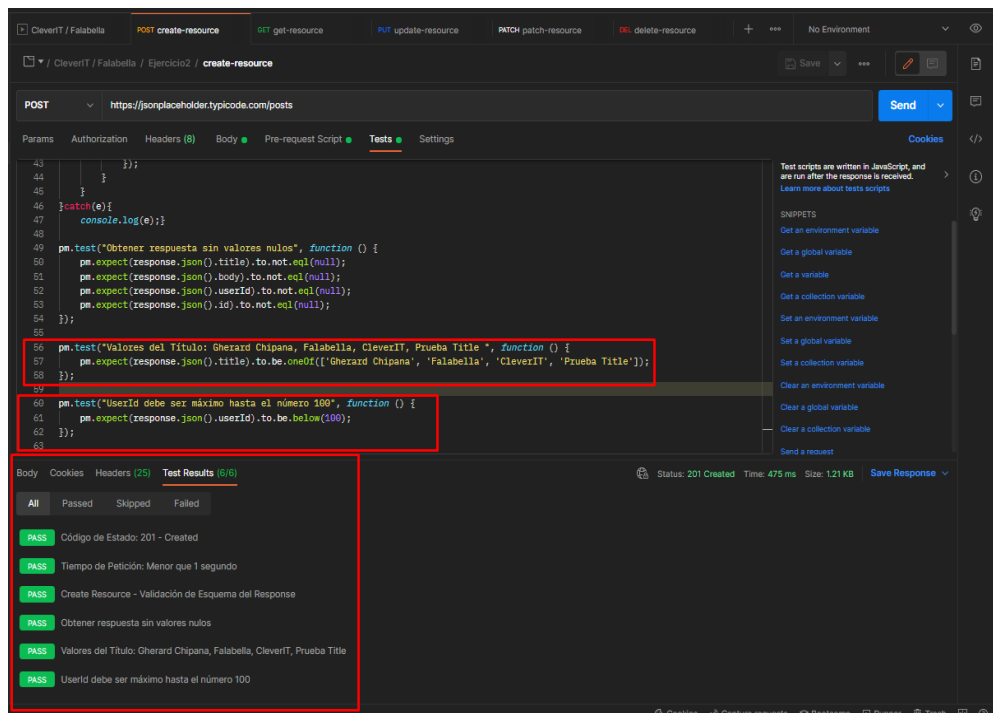 CleverIT / Falabella POST create-resource GET get-resource PUT update-resource PATCH patch-resource DEL delete-resource + ooo No Environment
/ CleverIT / Falabella / Ejercicio2 / create-resource Save ooo
POST https://jsonplaceholder.typicode.com/posts Send
Params Authorization Headers (8) Body Pre-request Script Tests Settings Cookies
43 });
44 }
45 }
46 }catch(e){
47 console.log(e);}
48
49 pm.test("Obtener respuesta sin valores nulos", function () {
50 pm.expect(response.json().title).to.not.eql(null);
51 pm.expect(response.json().body).to.not.eql(null);
52 pm.expect(response.json().userId).to.not.eql(null);
53 pm.expect(response.json().id).to.not.eql(null);
54 });
55
56 pm.test("Valores del Título: Gherard Chipana, Falabella, CleverIT, Prueba Title ", function () {
57 pm.expect(response.json().title).to.be.oneOf(['Gherard Chipana', 'Falabella', 'CleverIT', 'Prueba Title']);
58 });
59
60 pm.test("UserId debe ser máximo hasta el número 100", function () {
61 pm.expect(response.json().userId).to.be.below(100);
62 });
63
Test scripts are written in JavaScript, and
are run after the response is received.
Learn more about tests scripts
SNIPPETS
Get an environment variable
Get a global variable
Get a variable
Get a collection variable
Set an environment variable
Set a global variable
Set a collection variable
Clear an environment variable
Clear a global variable
Clear a collection variable
Send a request
Body Cookies Headers (25) Test Results (6/6) Status: 201 Created Time: 475 ms Size: 1.21 KB Save Response
All Passed Skipped Failed
PASS Código de Estado: 201 - Created
PASS Tiempo de Petición: Menor que 1 segundo
PASS Create Resource - Validación de Esquema del Response
PASS Obtener respuesta sin valores nulos
PASS Valores del Título: Gherard Chipana, Falabella, CleverIT, Prueba Title
PASS UserId debe ser máximo hasta el número 100
Cookies Capture requests Bootcamp Runner Trash